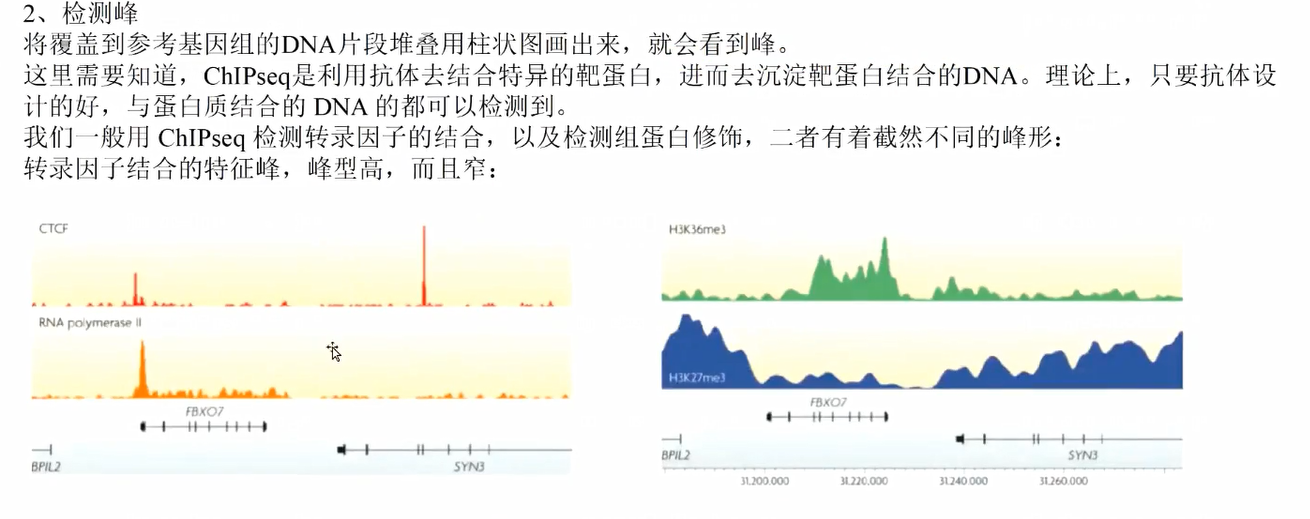 2、检测峰
将覆盖到参考基因组的DNA片段堆叠用柱状图画出来，就会看到峰。
这里需要知道，ChIPseq是利用抗体去结合特异的靶蛋白，进而去沉淀靶蛋白结合的DNA。理论上，只要抗体设
计的好，与蛋白质结合的 DNA 的都可以检测到。
我们一般用 ChIPseq 检测转录因子的结合，以及检测组蛋白修饰，二者有着截然不同的峰形：
转录因子结合的特征峰，峰型高，而且窄：
CTCF
RNA polymerase II
FBXO7
BPIL2
SYN3
H3K36me3
H3K27me3
FBXO7
BPIL2
SYN3
31,200,000 31,220,000 31,240,000 31,260,000